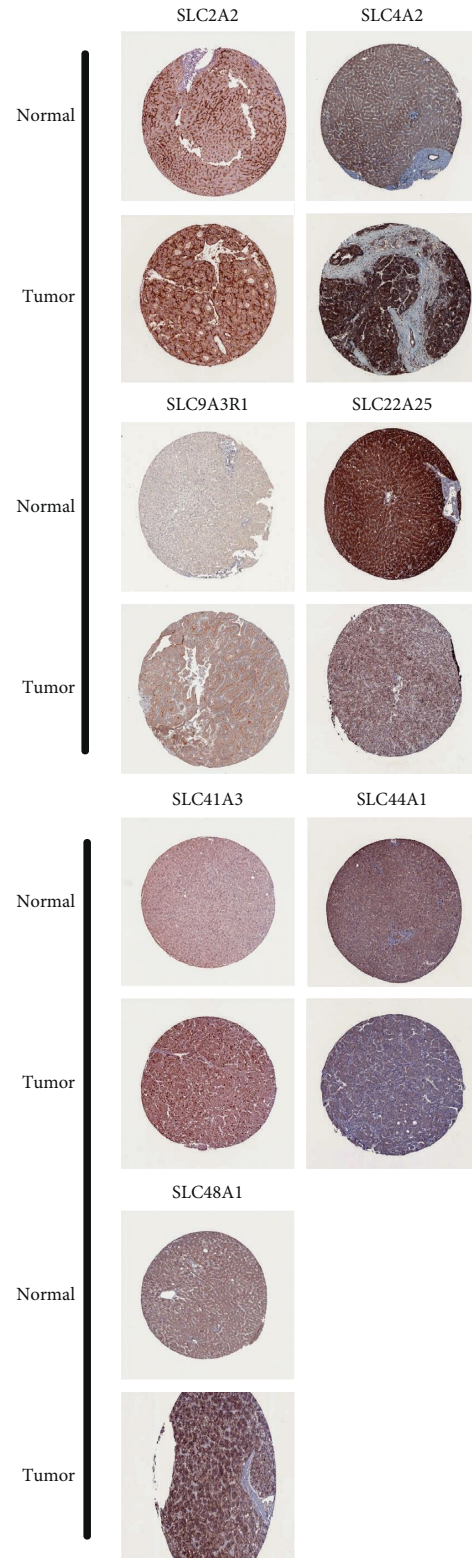 SLC2A2 SLC4A2
Normal
Tumor
SLC9A3R1 SLC22A25
Normal
Tumor
SLC41A3 SLC44A1
Normal
Tumor
SLC48A1
Normal
Tumor